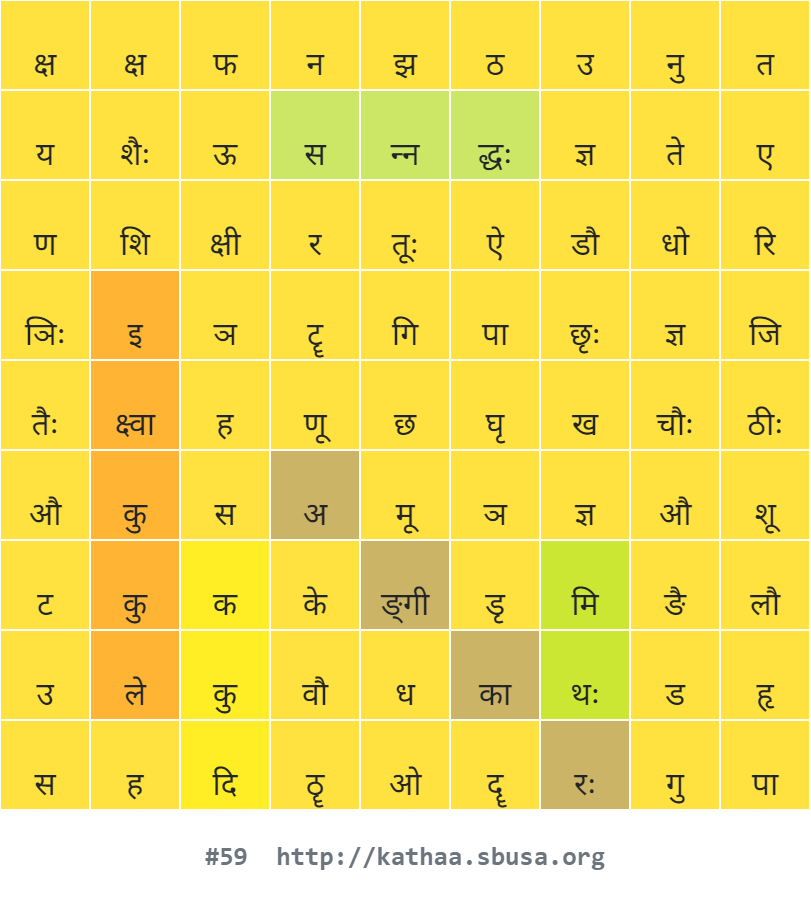 क्ष क्ष फ न झ ठ उ नु त
य शैः ऊ स न्न द्धः ज्ञ ते ए
ण शि क्षी र तूः ऐ डौ धो रि
ञिः इ ञ टॄ गि पा छृः ज्ञ जि
तैः क्ष्वा ह णू छ घृ ख चौः ठीः
औ कु स अ मू ञ ज्ञ औ शू
ट कु क के ङ्गी डृ मि ङै लौ
उ ले कु वौ ध का थः ड हृ
स ह दि ठॄ ओ दॄ रः गु पा
#59 http://kathaa.sbusa.org